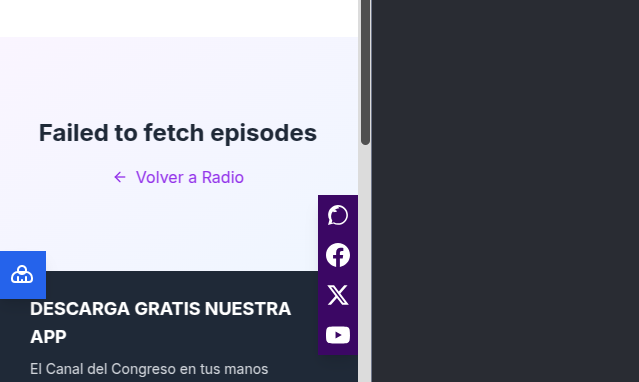 Failed to fetch episodes
← Volver a Radio
DESCARGA GRATIS NUESTRA
APP
El Canal del Congreso en tus manos